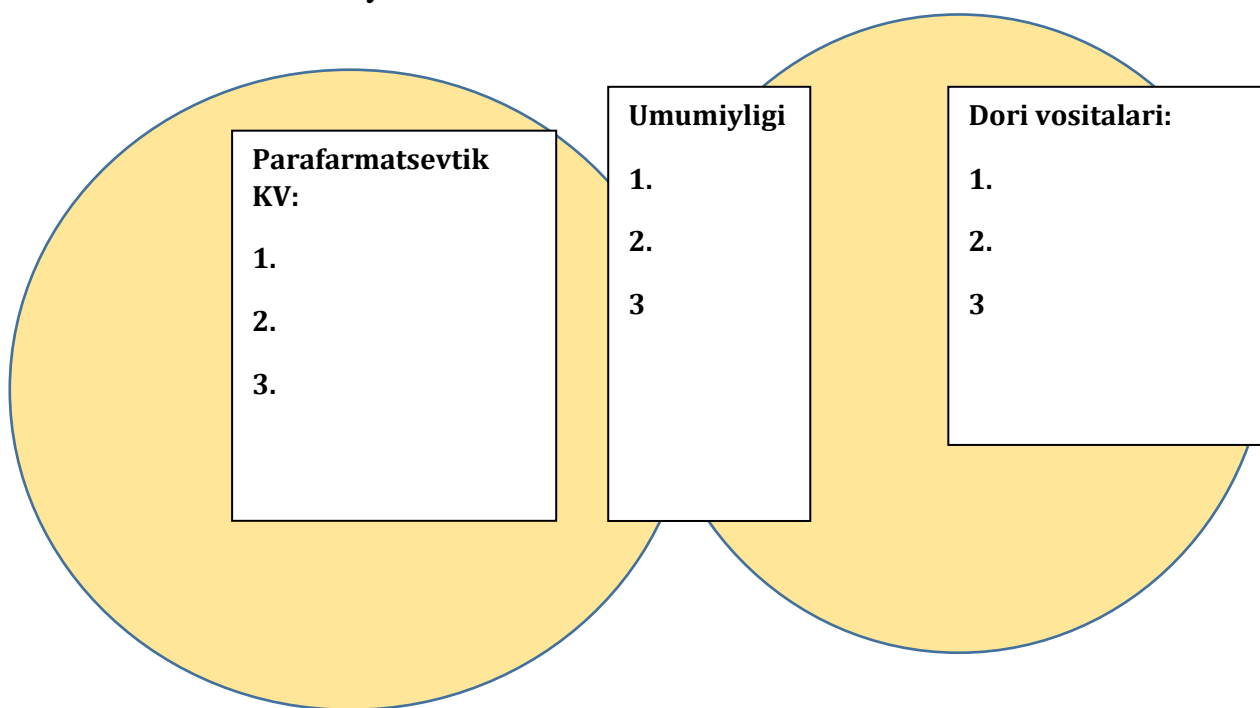 Parafarmatsevtik
KV:
1.
2.
3.
Umumiyligi
1.
2.
3
Dori vositalari:
1.
2.
3